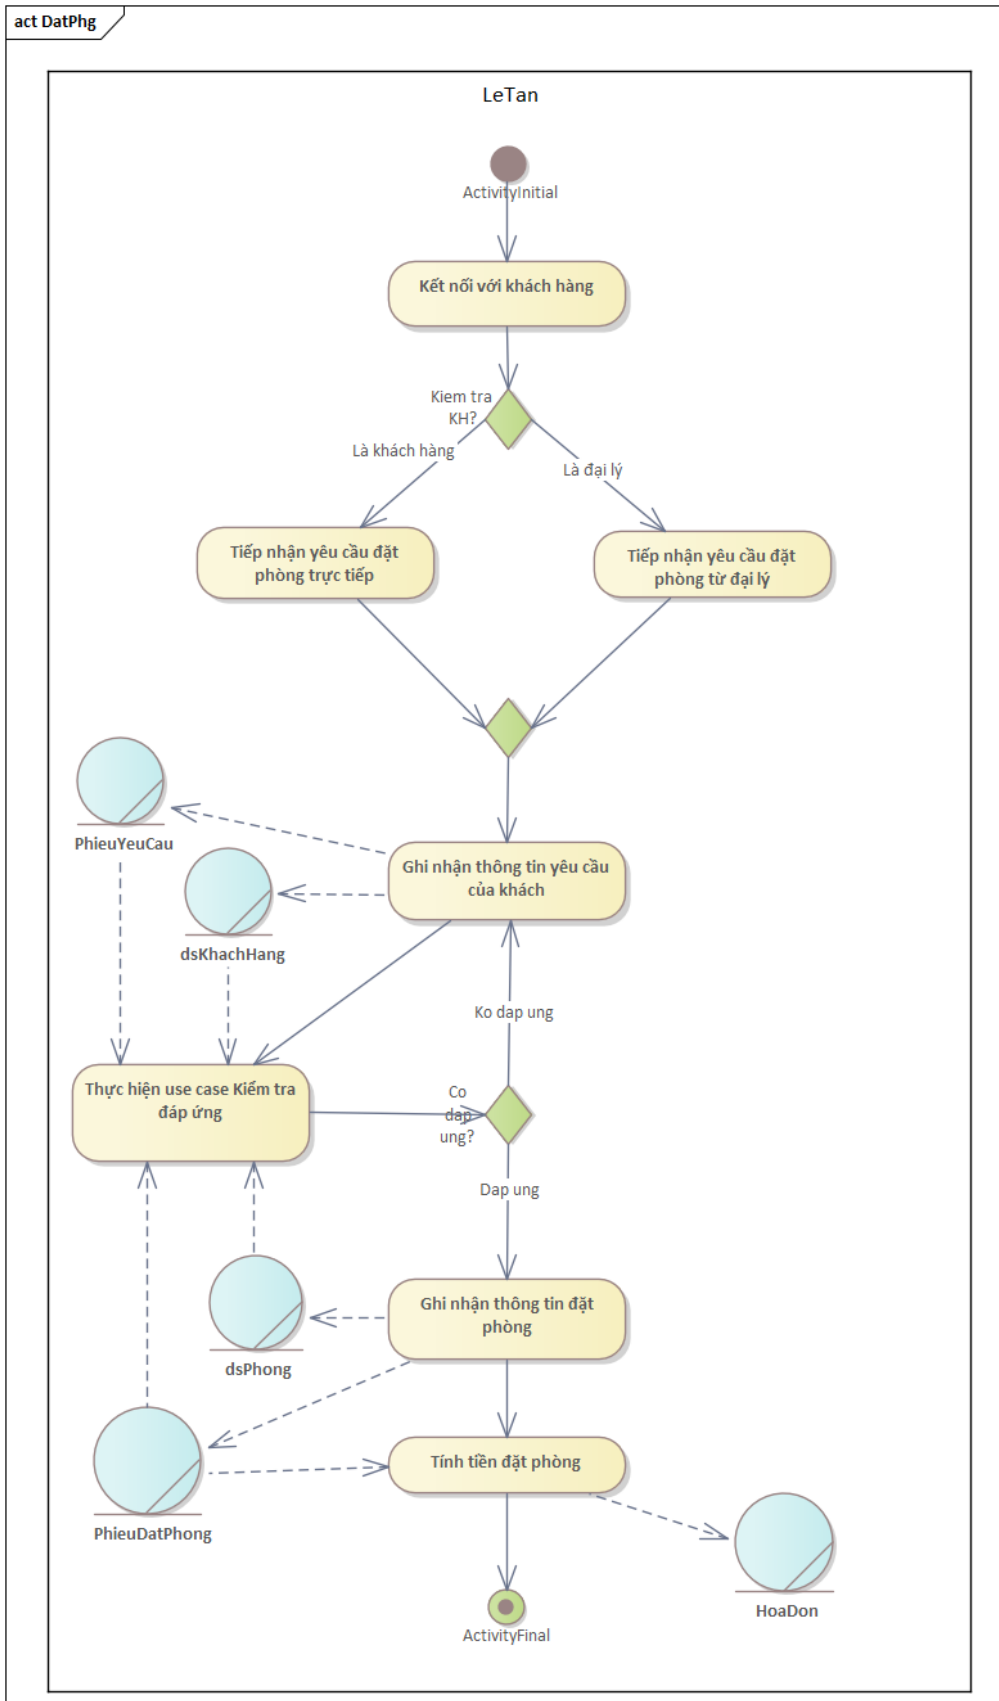 act DatPhg
LeTan
ActivityInitial
Kết nối với khách hàng
Kiem tra
KH?
Là khách hàng
Là đại lý
Tiếp nhận yêu cầu đặt
phòng trực tiếp
Tiếp nhận yêu cầu đặt
phòng từ đại lý
PhieuYeuCau
Ghi nhận thông tin yêu cầu
của khách
dsKhachHang
Ko dap ung
Thực hiện use case Kiểm tra
đáp ứng
Co
dap
ung?
Dap ung
Ghi nhận thông tin đặt
phòng
dsPhong
Tính tiền đặt phòng
PhieuDatPhong
HoaDon
ActivityFinal